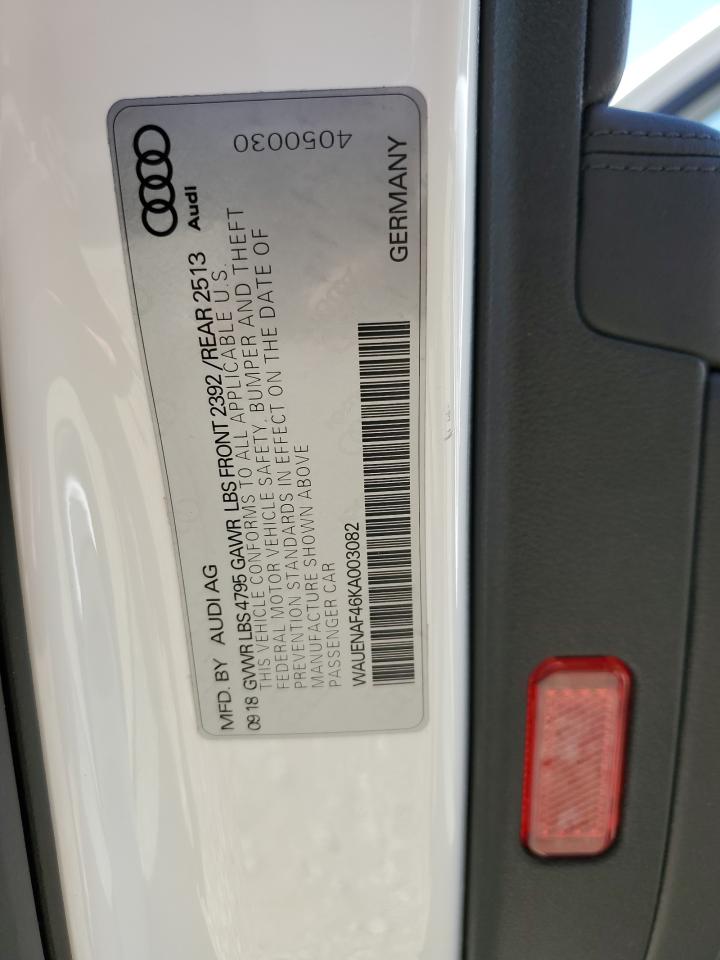 MFD. BY AUDI AG
Audi
09 18 GVWR LBS 4795 GAWR LBS FRONT 2392 /REAR 2513
THIS VEHICLE CONFORMS TO ALL APPLICABLE U.S.
FEDERAL MOTOR VEHICLE SAFETY, BUMPER AND THEFT
PREVENTION STANDARDS IN EFFECT ON THE DATE OF
MANUFACTURE SHOWN ABOVE
PASSENGER CAR
WAUENAF46KA003082
GERMANY
4050030